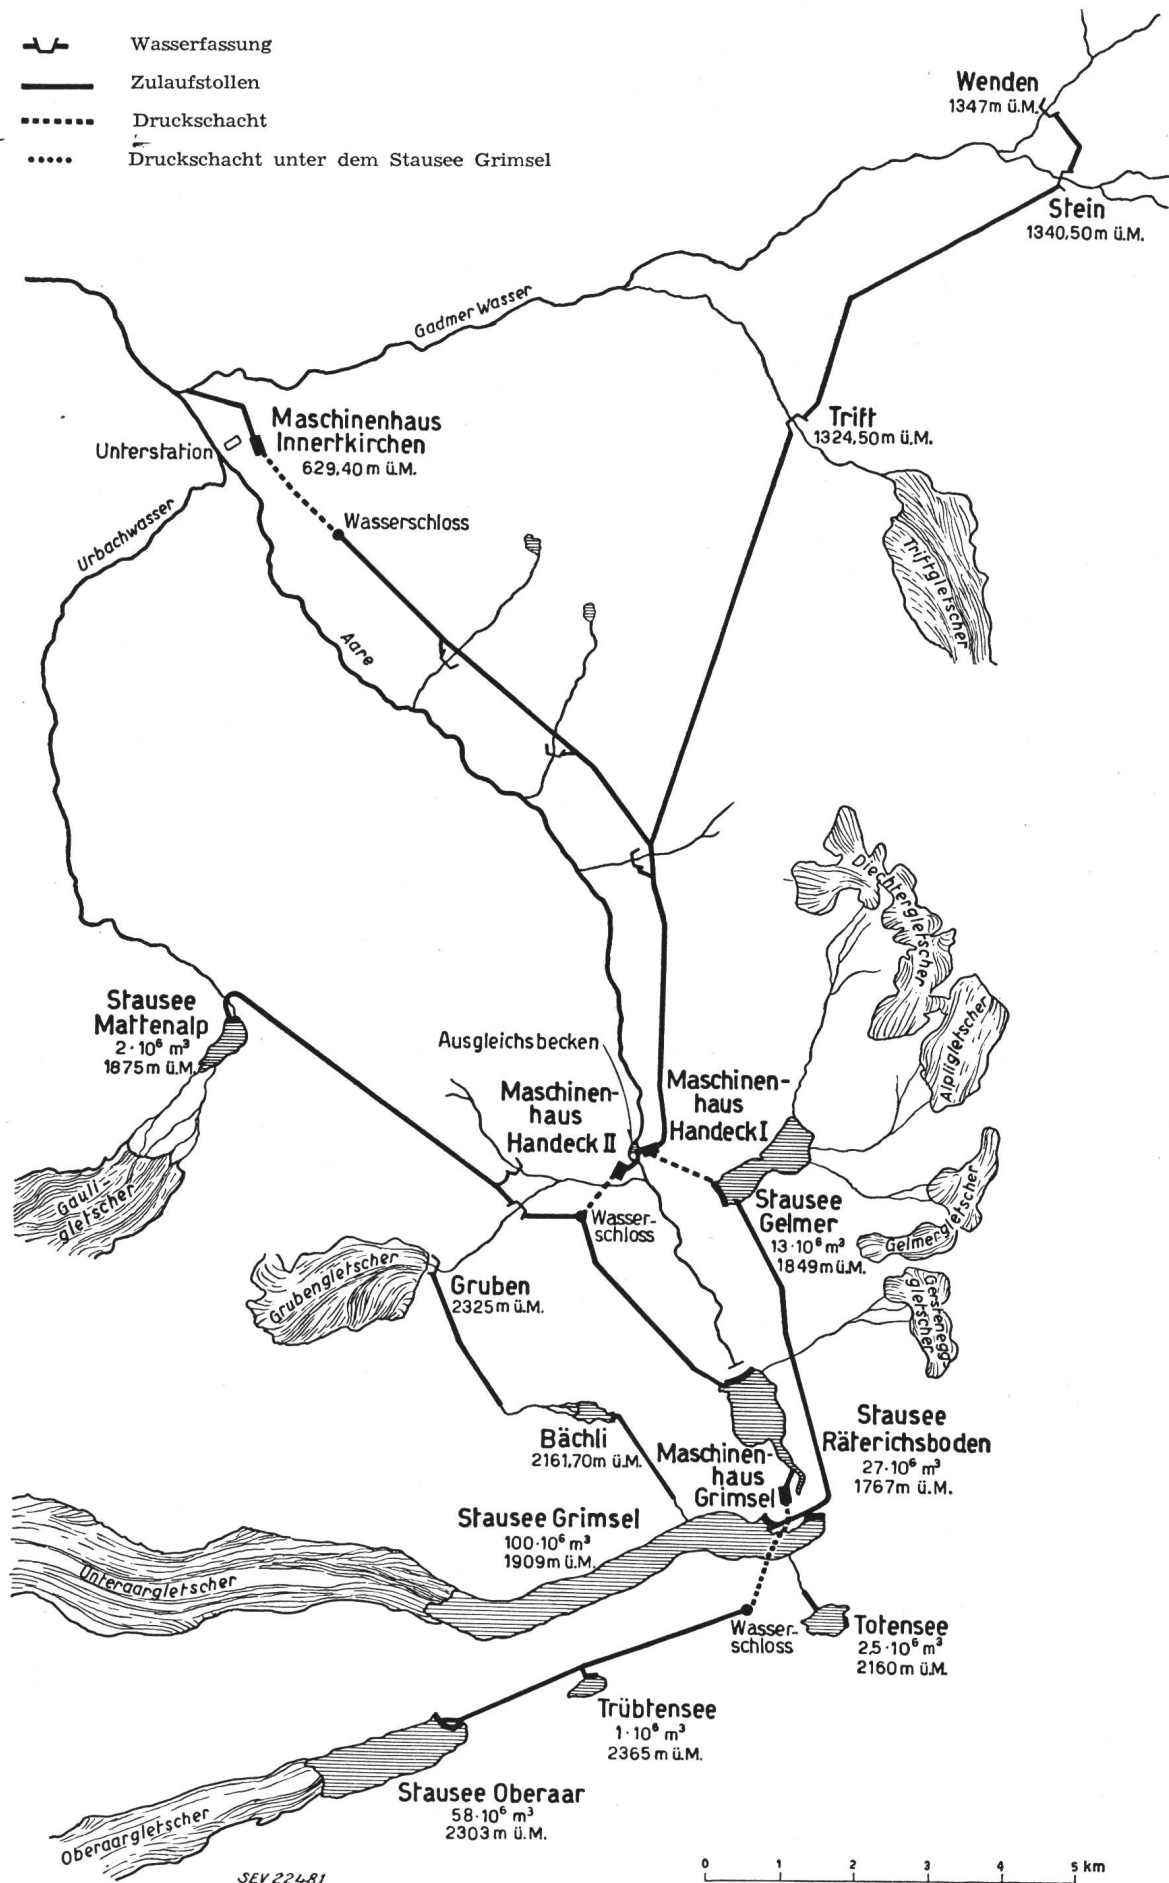 Wasserfassung
Zulaufstollen
Druckschacht
Druckschacht unter dem Stausee Grimsel
Wenden
1347m ü.M.
Stein
1340,50m ü.M.
Gadmer Wasser
Trift
1324,50m ü.M.
Triftgletscher
Maschinenhaus
Innertkirchen
629,40m ü.M.
Unterstation
Wasserschloss
Urbachwasser
Aare
Diechtergletscher
Alpligletscher
Stausee
Mattenalp
2·10⁶ m³
1875m ü.M.
Gauli-
gletscher
Ausgleichsbecken
Maschinen-
haus
Handeck II
Maschinen-
haus
Handeck I
Stausee
Gelmer
13·10⁶ m³
1849m ü.M.
Gelmergletscher
Gerstenegg-
gletscher
Wasser-
schloss
Grubengletscher
Gruben
2325m ü.M.
Bächli
2161,70m ü.M.
Stausee
Räterichsboden
27·10⁶ m³
1767m ü.M.
Maschinen-
haus
Grimsel
Stausee Grimsel
100·10⁶ m³
1909m ü.M.
Unteraargletscher
Wasser-
schloss
Totensee
2,5·10⁶ m³
2160m ü.M.
Trübtensee
1·10⁶ m³
2365m ü.M.
Stausee Oberaar
58·10⁶ m³
2303m ü.M.
Oberaargletscher
SEV 22481
0 1 2 3 4 5 km